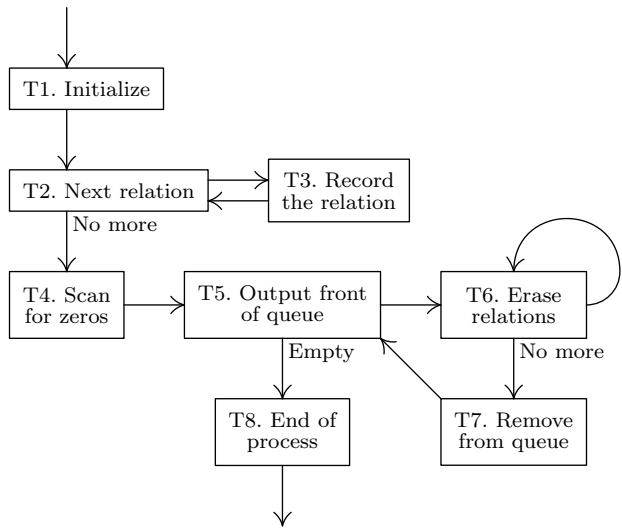 T1. Initialize
T2. Next relation
T3. Record
the relation
No more
T4. Scan
for zeros
T5. Output front
of queue
T6. Erase
relations
Empty
No more
T8. End of
process
T7. Remove
from queue